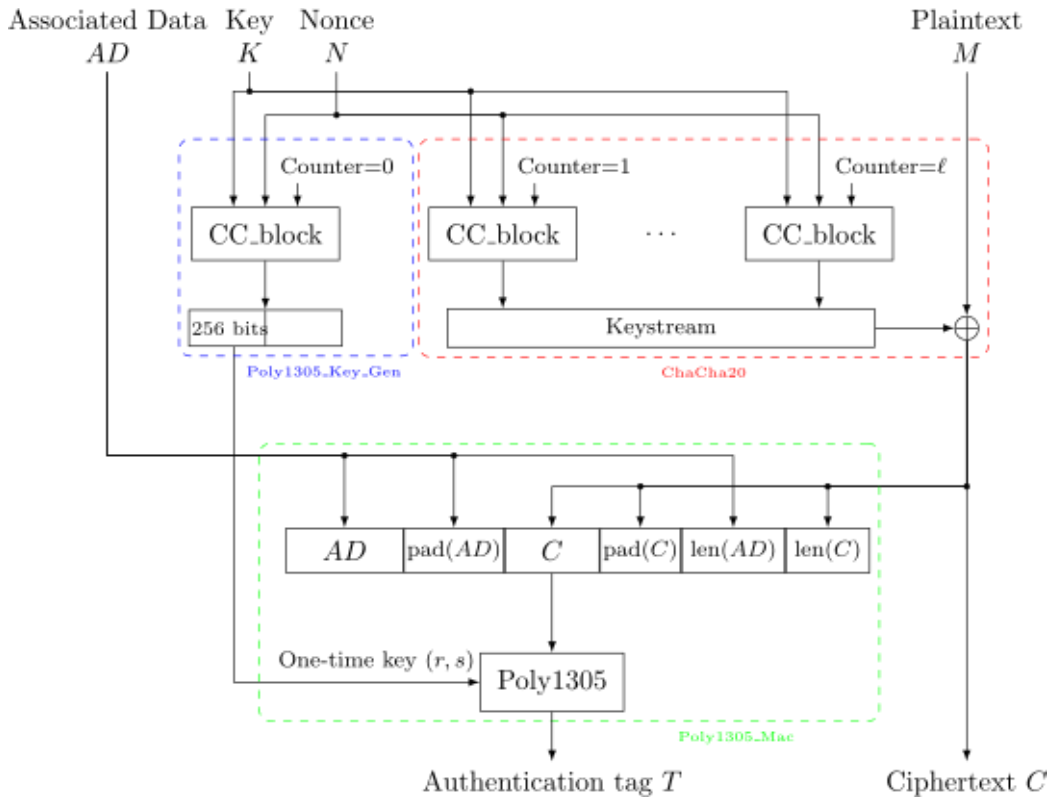 Associated Data Key Nonce Plaintext
AD K N M
Counter=0 Counter=1 Counter=ℓ
CC_block CC_block · · · CC_block
256 bits Keystream
Poly1305_Key_Gen ChaCha20
AD pad(AD) C pad(C) len(AD) len(C)
One-time key (r, s)
Poly1305
Poly1305_Mac
Authentication tag T Ciphertext C